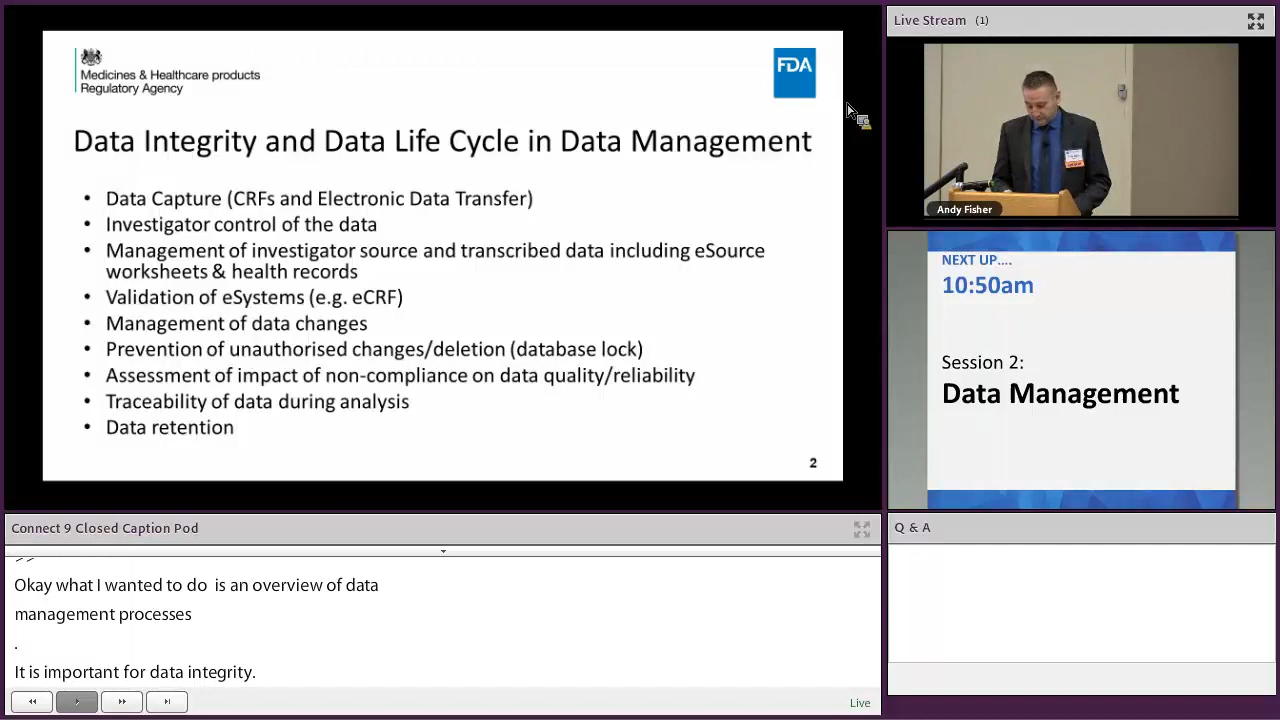 Medicines & Healthcare products
Regulatory Agency
FDA
Data Integrity and Data Life Cycle in Data Management
• Data Capture (CRFs and Electronic Data Transfer)
• Investigator control of the data
• Management of investigator source and transcribed data including eSource
worksheets & health records
• Validation of eSystems (e.g. eCRF)
• Management of data changes
• Prevention of unauthorised changes/deletion (database lock)
• Assessment of impact of non-compliance on data quality/reliability
• Traceability of data during analysis
• Data retention
2
Live Stream (1)
Andy Fisher
NEXT UP....
10:50am
Session 2:
Data Management
Connect 9 Closed Caption Pod
>>
Okay what I wanted to do is an overview of data
management processes
.
It is important for data integrity.
Live
Q & A